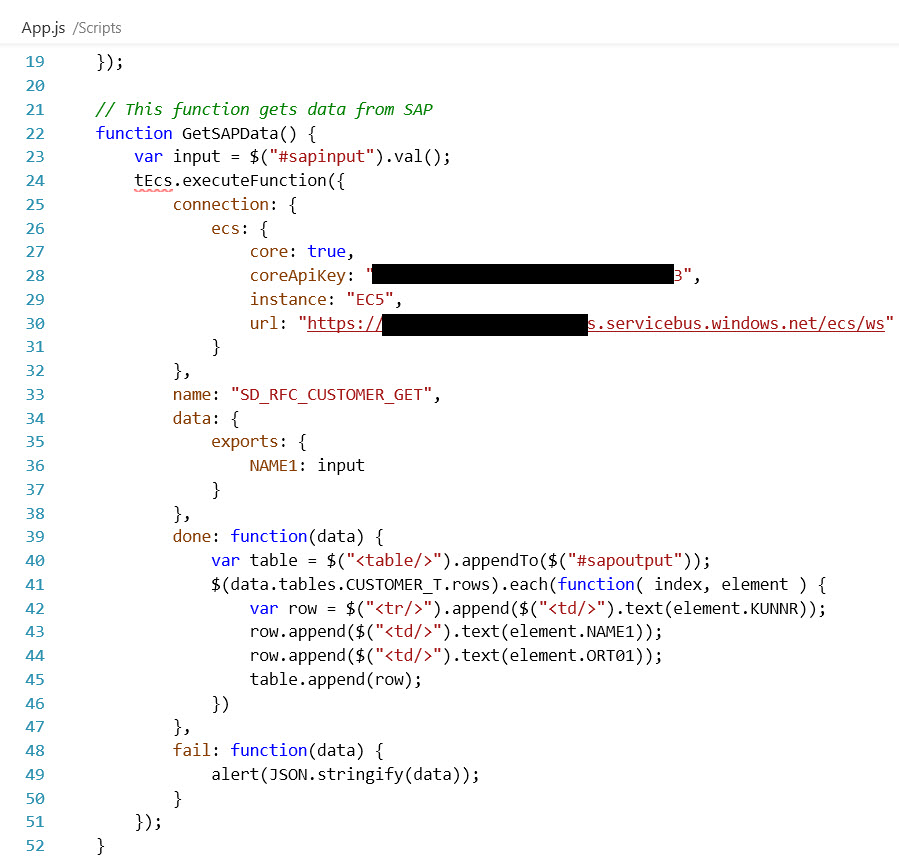 App.js /Scripts
19 });
20
21 // This function gets data from SAP
22 function GetSAPData() {
23 var input = $("#sapinput").val();
24 tEcs.executeFunction({
25 connection: {
26 ecs: {
27 core: true,
28 coreApiKey: "3",
29 instance: "EC5",
30 url: "https://s.servicebus.windows.net/ecs/ws"
31 }
32 },
33 name: "SD_RFC_CUSTOMER_GET",
34 data: {
35 exports: {
36 NAME1: input
37 }
38 },
39 done: function(data) {
40 var table = $("<table/>").appendTo($("#sapoutput"));
41 $(data.tables.CUSTOMER_T.rows).each(function( index, element ) {
42 var row = $("<tr/>").append($("<td/>").text(element.KUNNR));
43 row.append($("<td/>").text(element.NAME1));
44 row.append($("<td/>").text(element.ORT01));
45 table.append(row);
46 })
47 },
48 fail: function(data) {
49 alert(JSON.stringify(data));
50 }
51 });
52 }